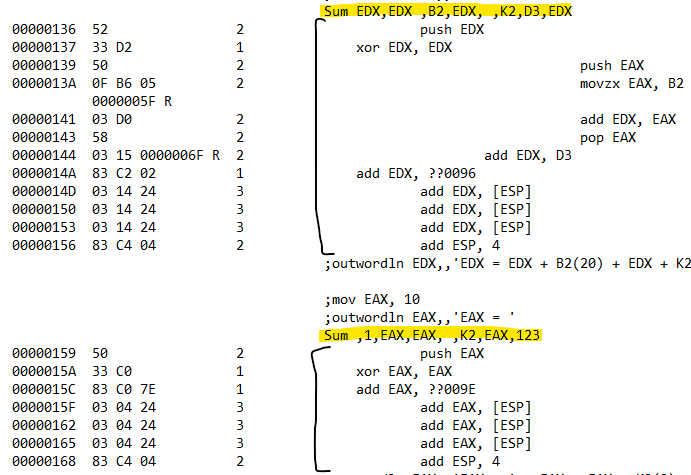 Sum EDX,EDX ,B2,EDX, ,K2,D3,EDX
00000136 52 2 push EDX
00000137 33 D2 1 xor EDX, EDX
00000139 50 2 push EAX
0000013A 0F B6 05 2 movzx EAX, B2
0000005F R
00000141 03 D0 2 add EDX, EAX
00000143 58 2 pop EAX
00000144 03 15 0000006F R 2 add EDX, D3
0000014A 83 C2 02 1 add EDX, ??0096
0000014D 03 14 24 3 add EDX, [ESP]
00000150 03 14 24 3 add EDX, [ESP]
00000153 03 14 24 3 add EDX, [ESP]
00000156 83 C4 04 2 add ESP, 4
;outwordln EDX,,'EDX = EDX + B2(20) + EDX + K2
;mov EAX, 10
;outwordln EAX,,'EAX = '
Sum ,1,EAX,EAX, ,K2,EAX,123
00000159 50 2 push EAX
0000015A 33 C0 1 xor EAX, EAX
0000015C 83 C0 7E 1 add EAX, ??009E
0000015F 03 04 24 3 add EAX, [ESP]
00000162 03 04 24 3 add EAX, [ESP]
00000165 03 04 24 3 add EAX, [ESP]
00000168 83 C4 04 2 add ESP, 4